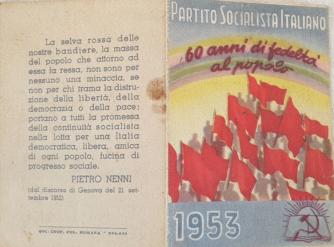 La selva rossa delle
nostre bandiere, la massa
del popolo che attorno ad
essa fa ressa, non sono per
nessuno una minaccia, se
non per chi trama la distru-
zione della libertà, della
democrazia o della pace:
portano a tutti la promessa
della continuità socialista
nella lotta per una Italia
democratica, libera, amica
di ogni popolo, fucina di
progresso sociale.
PIETRO NENNI
(dal discorso di Genova del 21 set-
tembre 1952)
PARTITO SOCIALISTA ITALIANO
60 anni di fedeltà
al popolo
1953